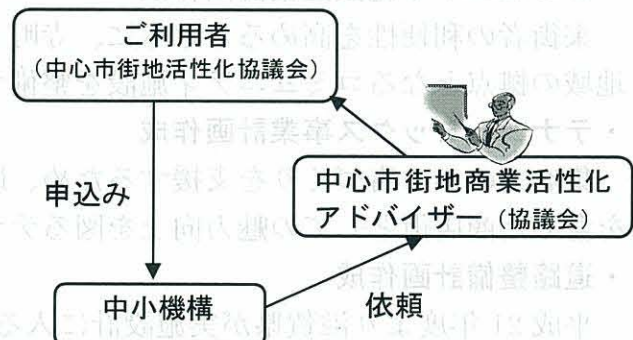 ご利用者
（中心市街地活性化協議会）
申込み
中心市街地商業活性化
アドバイザー（協議会）
中小機構
依頼